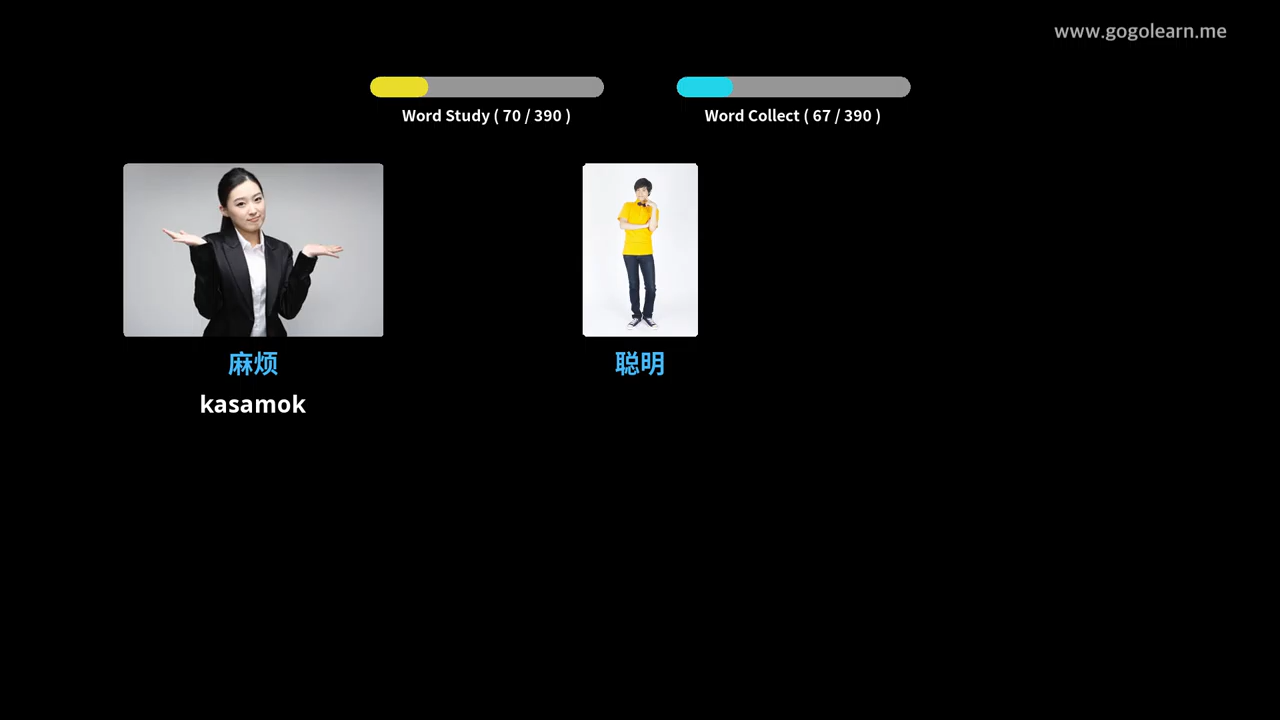 www.gogolearn.me
Word Study ( 70 / 390 )
Word Collect ( 67 / 390 )
麻烦
聪明
kasamok